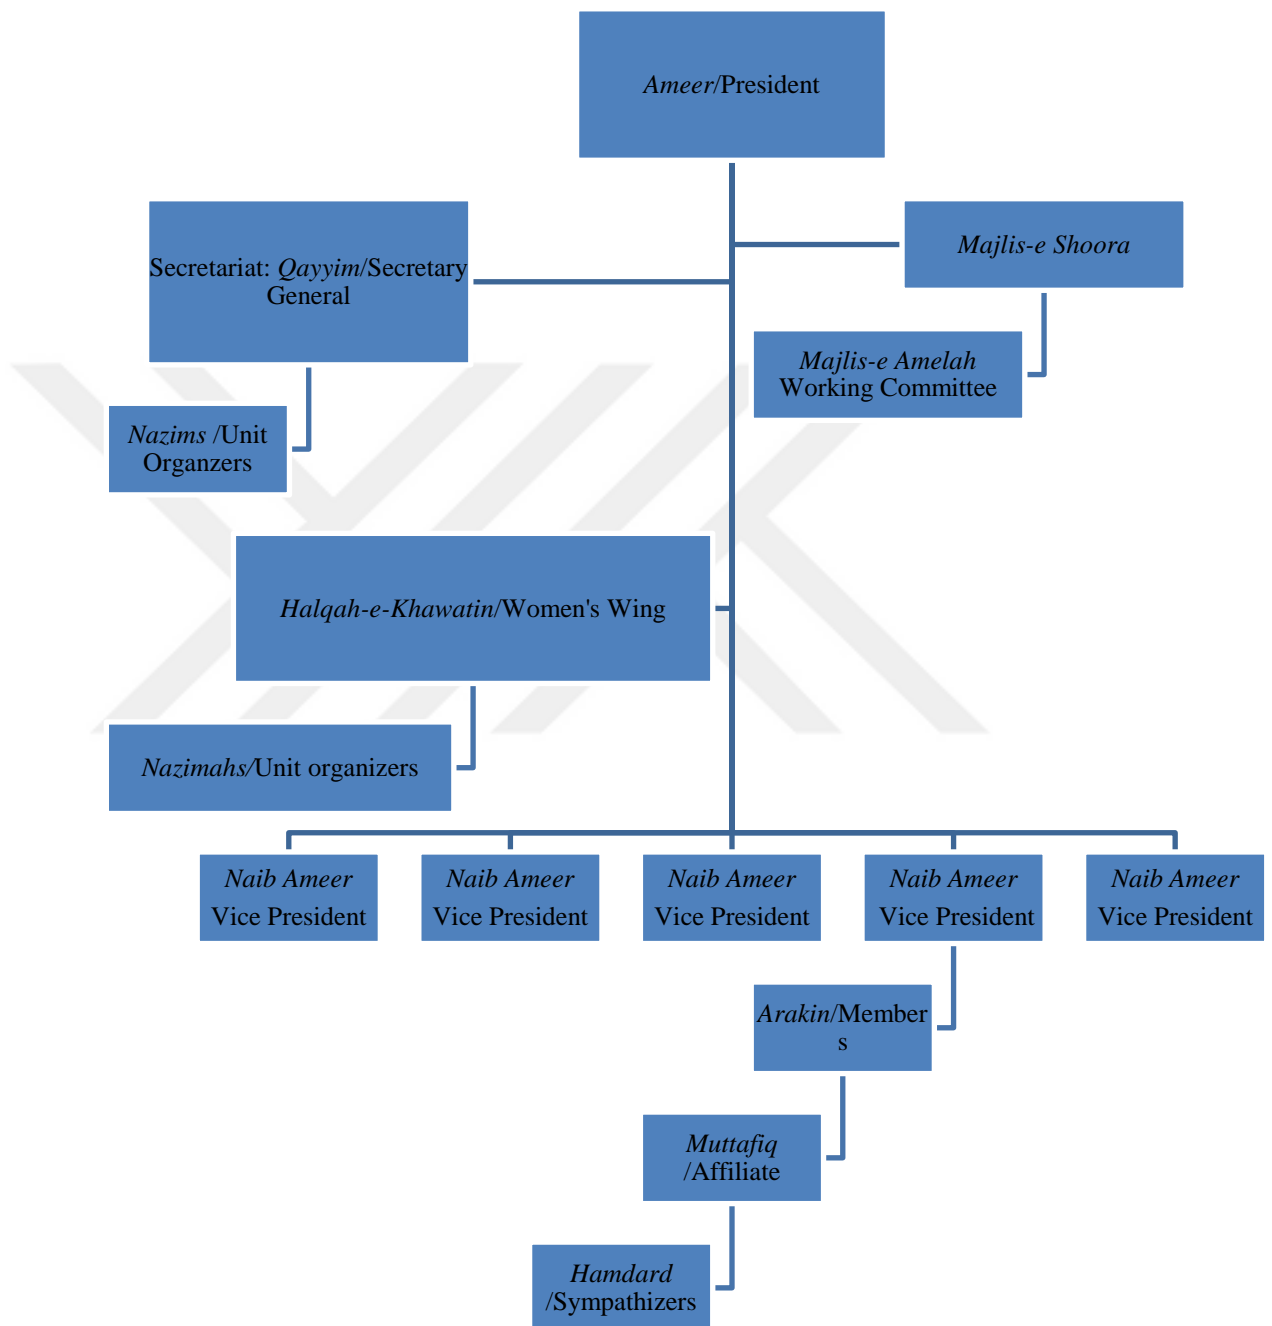 Ameer/President
Majlis-e Shoora
Secretariat: Qayyim/Secretary
General
Majlis-e Amelah
Working Committee
Nazims /Unit
Organzers
Halqah-e-Khawatin/Women's Wing
Nazimahs/Unit organizers
Naib Ameer
Vice President
Naib Ameer
Vice President
Naib Ameer
Vice President
Naib Ameer
Vice President
Naib Ameer
Vice President
Arakin/Member
s
Muttafiq
/Affiliate
Hamdard
/Sympathizers